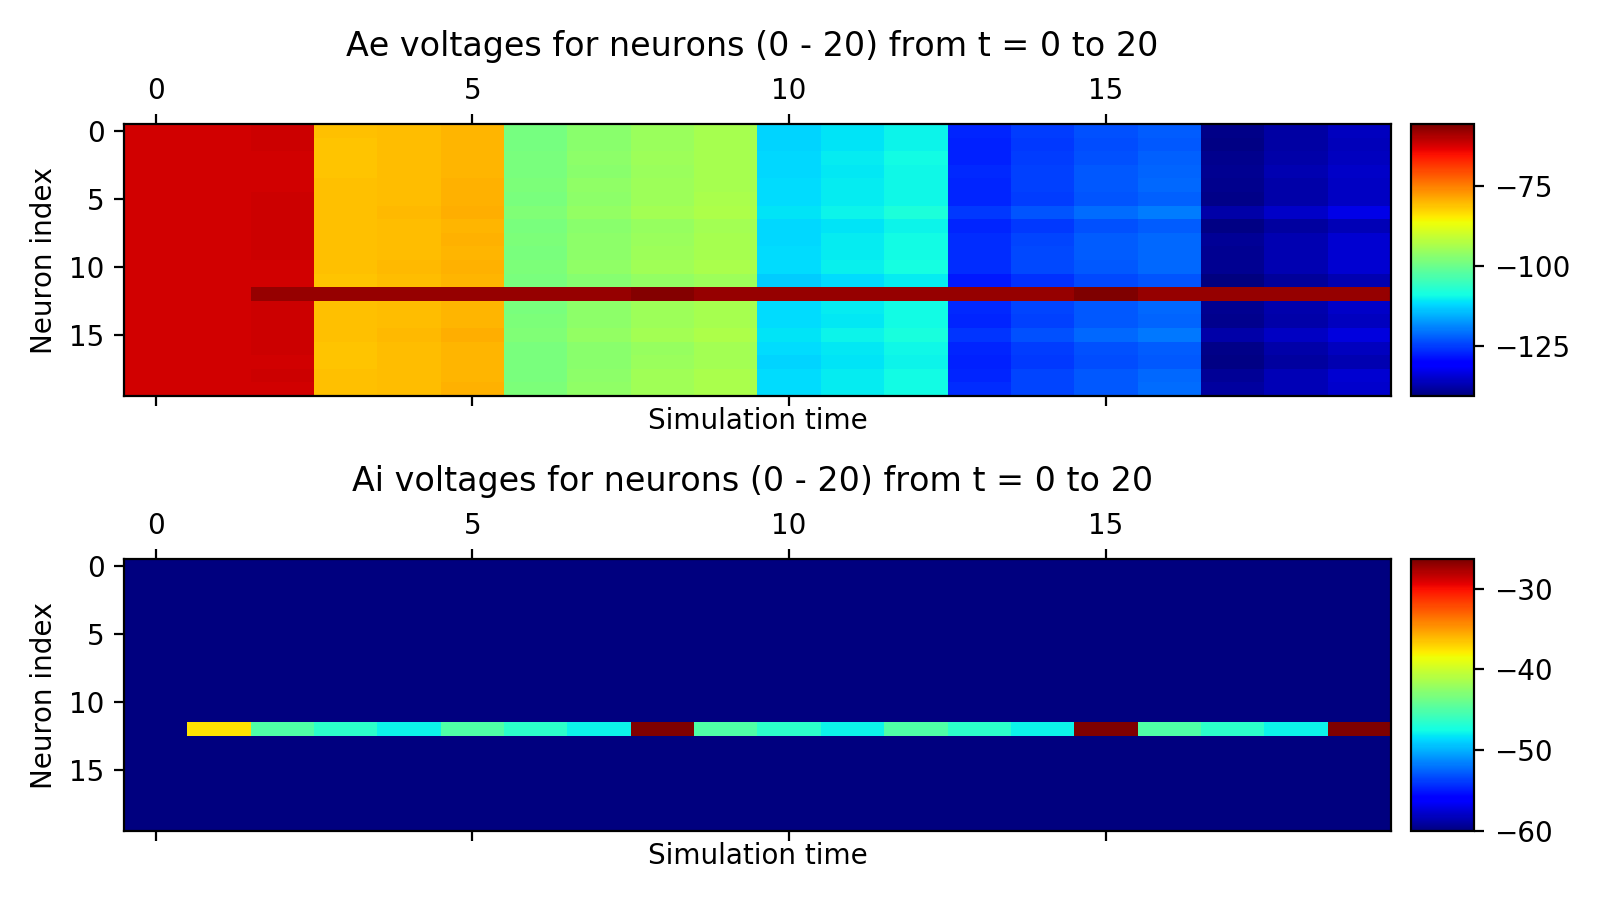 Ae voltages for neurons (0 - 20) from t = 0 to 20
0 5 10 15
Neuron index
0
5
10
15
Simulation time
−75
−100
−125
Ai voltages for neurons (0 - 20) from t = 0 to 20
0 5 10 15
Neuron index
0
5
10
15
Simulation time
−30
−40
−50
−60